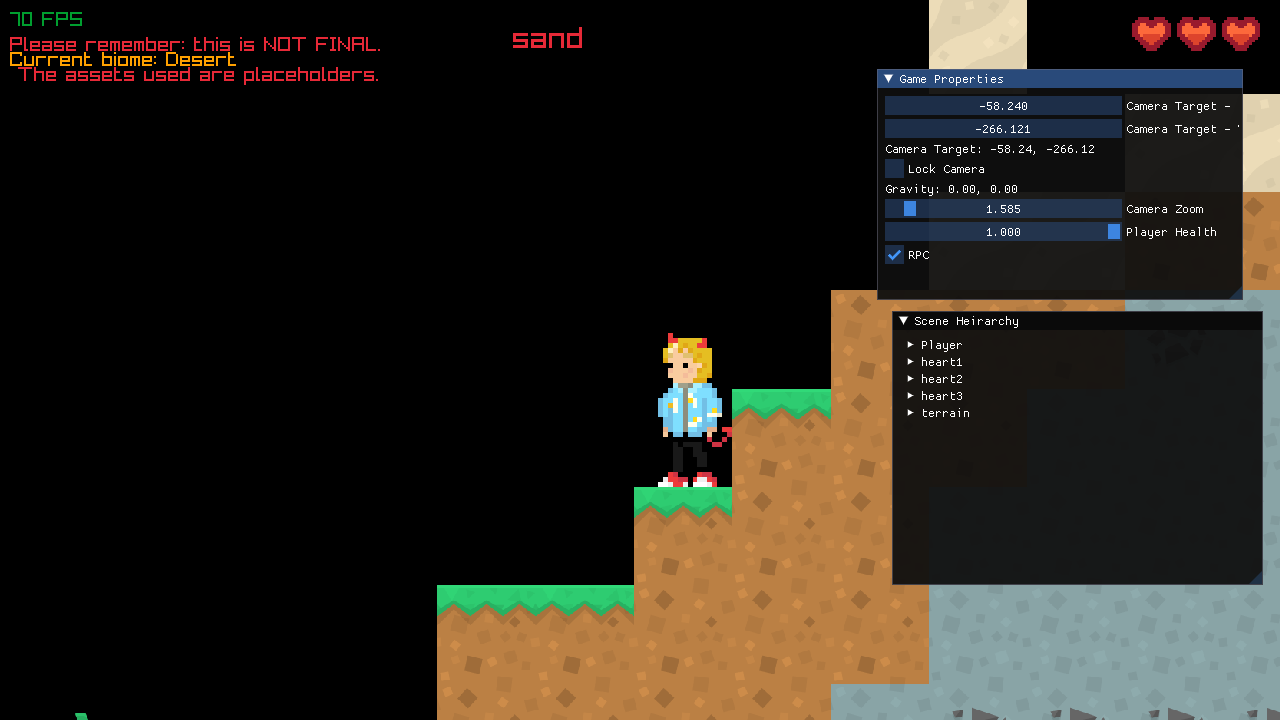 70 FPS
Please remember: this is NOT FINAL.
Current biome: Desert
The assets used are placeholders.
sand
Game Properties
-58.240 Camera Target -
-266.121 Camera Target -
Camera Target: -58.24, -266.12
Lock Camera
Gravity: 0.00, 0.00
1.585 Camera Zoom
1.000 Player Health
RPC
Scene Heirarchy
Player
heart1
heart2
heart3
terrain